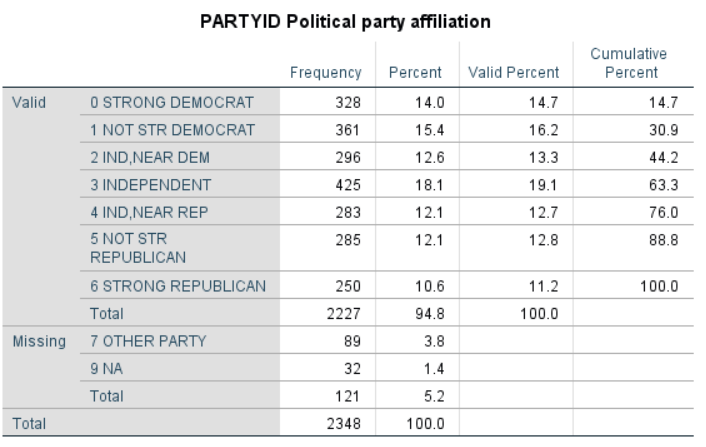 PARTYID Political party affiliation
Frequency Percent Valid Percent Cumulative Percent
Valid 0 STRONG DEMOCRAT 328 14.0 14.7 14.7
1 NOT STR DEMOCRAT 361 15.4 16.2 30.9
2 IND,NEAR DEM 296 12.6 13.3 44.2
3 INDEPENDENT 425 18.1 19.1 63.3
4 IND,NEAR REP 283 12.1 12.7 76.0
5 NOT STR REPUBLICAN 285 12.1 12.8 88.8
6 STRONG REPUBLICAN 250 10.6 11.2 100.0
Total 2227 94.8 100.0
Missing 7 OTHER PARTY 89 3.8
9 NA 32 1.4
Total 121 5.2
Total 2348 100.0